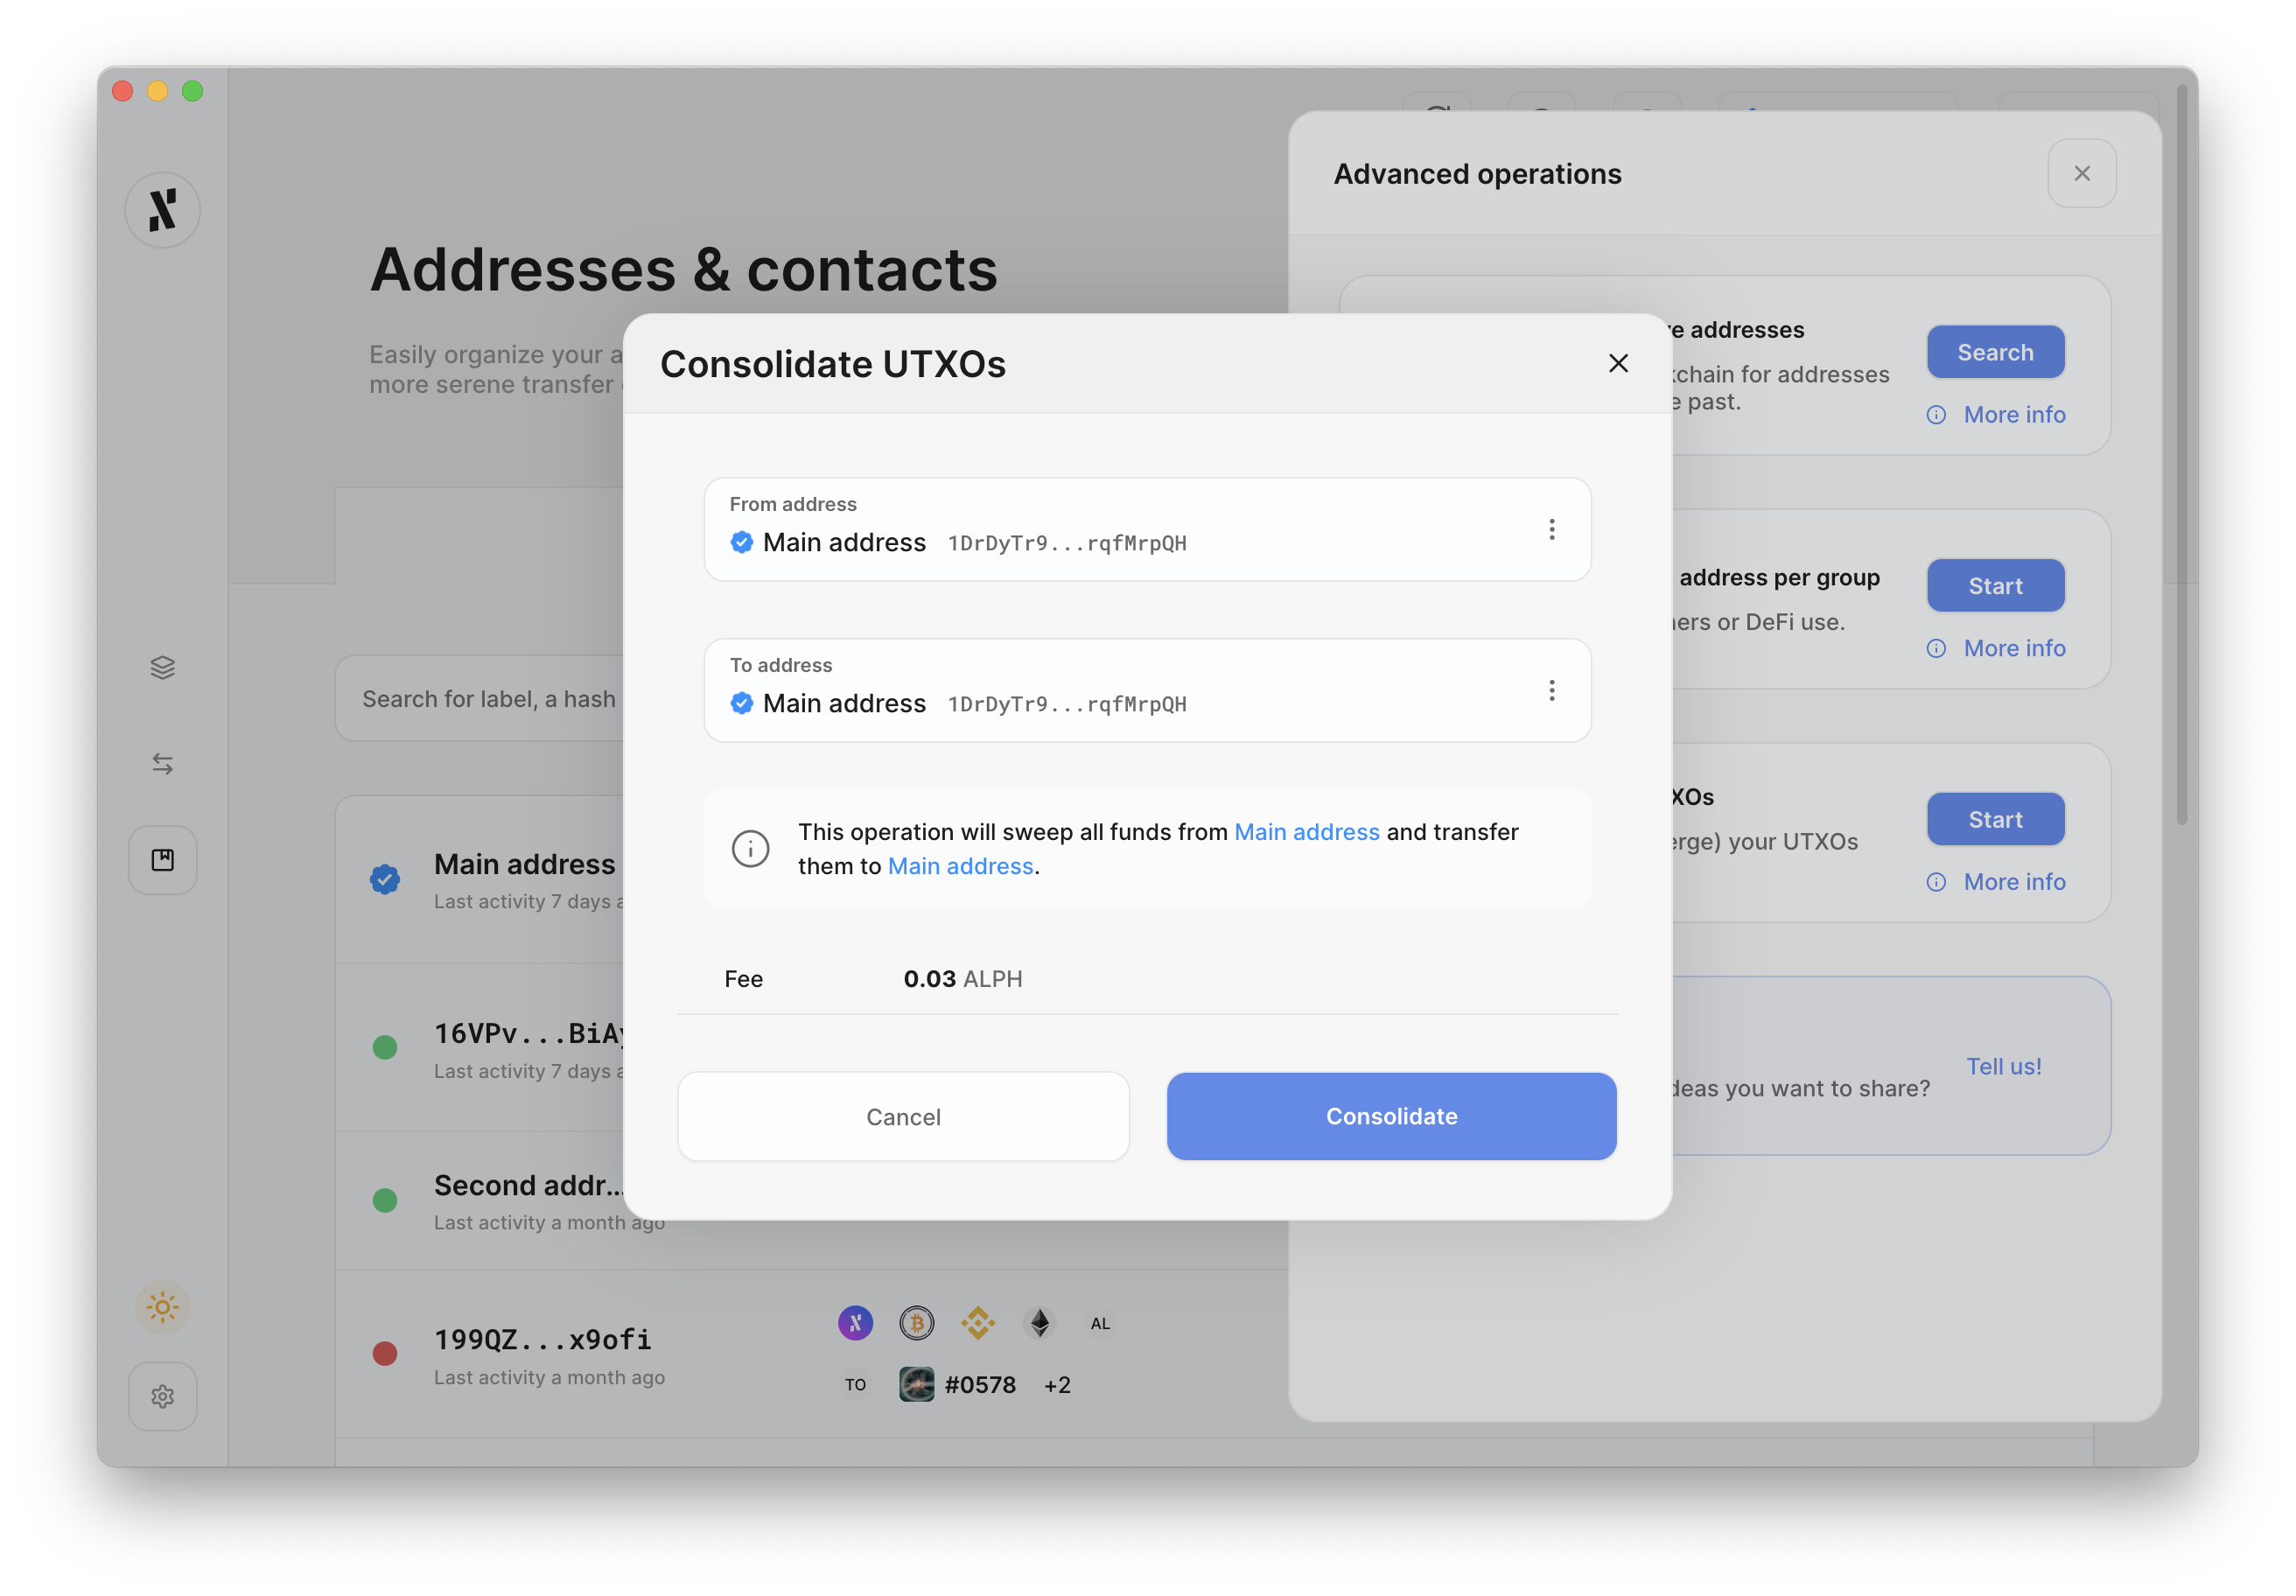 Addresses & contacts
Easily organize your a
more serene transfer
Search for label, a hash
Main address
Last activity 7 days a
16VPv...BiAy
Last activity 7 days a
Second addr...
Last activity a month ago
199QZ...x9ofi
Last activity a month ago
AL
TO
#0578
+2
Advanced operations
e addresses
kchain for addresses
e past.
Search
More info
address per group
ers or DeFi use.
Start
More info
XOs
erge) your UTXOs
Start
More info
deas you want to share?
Tell us!
Consolidate UTXOs
From address
Main address 1DrDyTr9...rqfMrpQH
To address
Main address 1DrDyTr9...rqfMrpQH
This operation will sweep all funds from Main address and transfer
them to Main address.
Fee 0.03 ALPH
Cancel
Consolidate